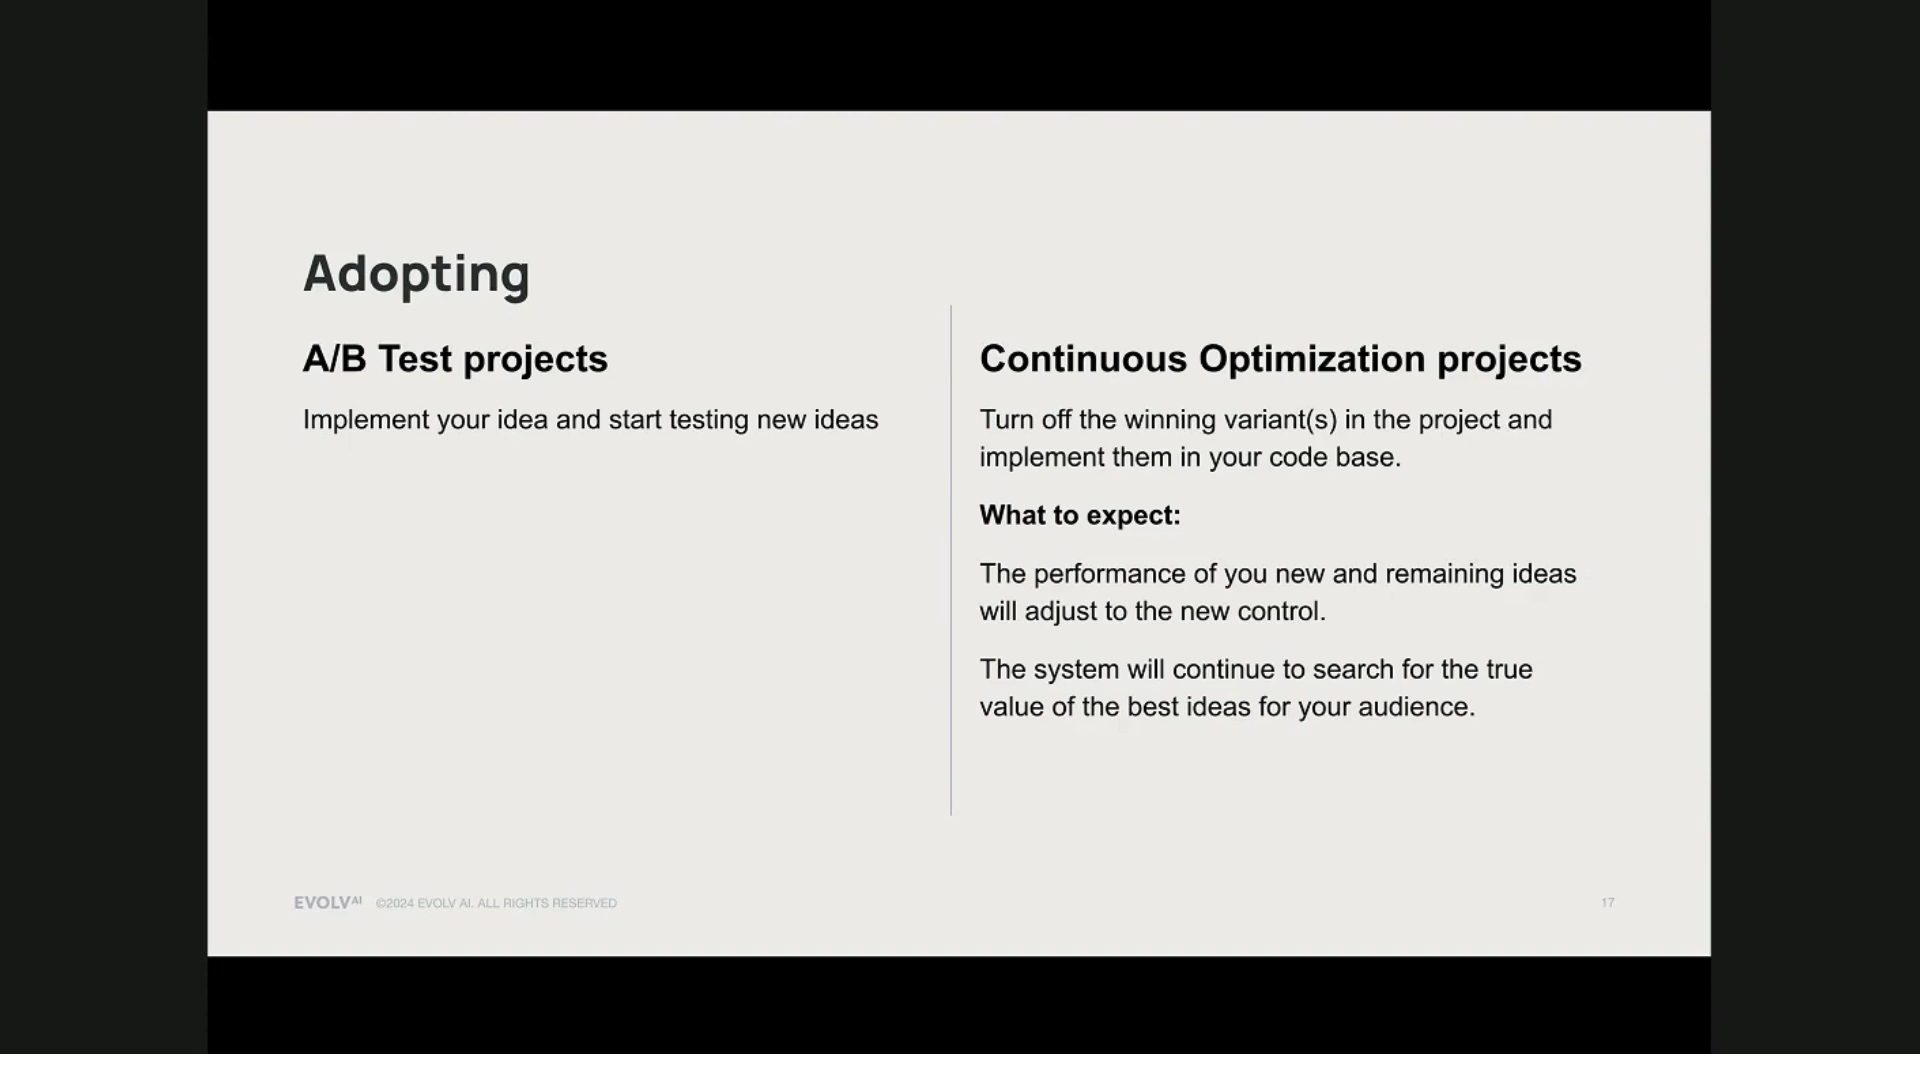 Adopting
A/B Test projects
Implement your idea and start testing new ideas
Continuous Optimization projects
Turn off the winning variant(s) in the project and
implement them in your code base.
What to expect:
The performance of you new and remaining ideas
will adjust to the new control.
The system will continue to search for the true
value of the best ideas for your audience.
EVOLV AI ©2024 EVOLV AI. ALL RIGHTS RESERVED
17